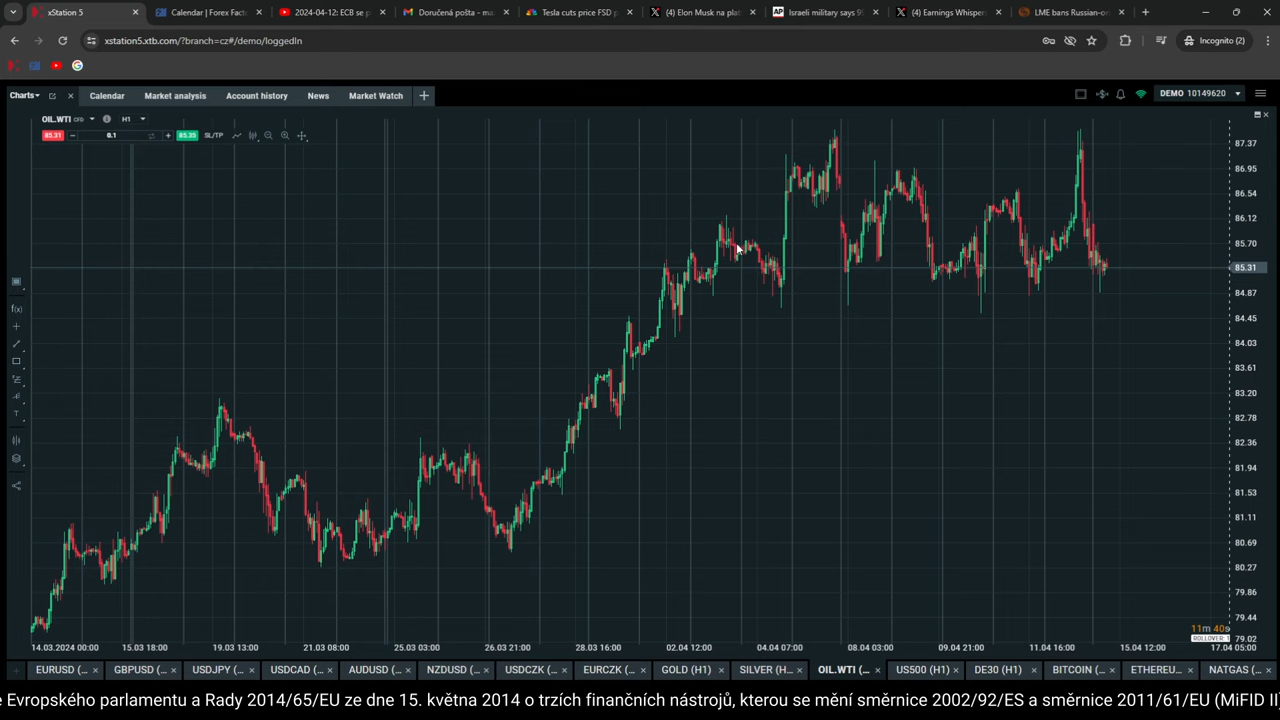 xStation 5
Calendar | Forex Fact
2024-04-12: ECB se p
Doručená pošta - ma
Tesla cuts price FSD p
(4) Elon Musk na plat
Israeli military says 99
(4) Earnings Whisper
LME bans Russian-or
xstation5.xtb.com/?branch=cz#/demo/loggedIn
Incognito (2)
Charts
Calendar
Market analysis
Account history
News
Market Watch
DEMO 10149620
OIL.WTI CFD H1
85.31
0.1
85.35
SL/TP
87.37
86.95
86.54
86.12
85.70
85.31
84.87
84.45
84.03
83.61
83.20
82.78
82.36
81.94
81.53
81.11
80.69
80.27
79.86
79.44
79.02
11m 40s
ROLLOVER: 1
14.03.2024 00:00
15.03 18:00
19.03 13:00
21.03 08:00
25.03 03:00
26.03 21:00
28.03 16:00
02.04 12:00
04.04 07:00
08.04 03:00
09.04 21:00
11.04 16:00
15.04 12:00
17.04 05:00
EURUSD (...
GBPUSD (...
USDJPY (...
USDCAD (...
AUDUSD (...
NZDUSD (...
USDCZK (...
EURCZK (...
GOLD (H1)
SILVER (H...
OIL.WTI (...
US500 (H1)
DE30 (H1)
BITCOIN (...
ETHEREU...
NATGAS (...
e Evropského parlamentu a Rady 2014/65/EU ze dne 15. května 2014 o trzích finančních nástrojů, kterou se mění směrnice 2002/92/ES a směrnice 2011/61/EU (MiFID II